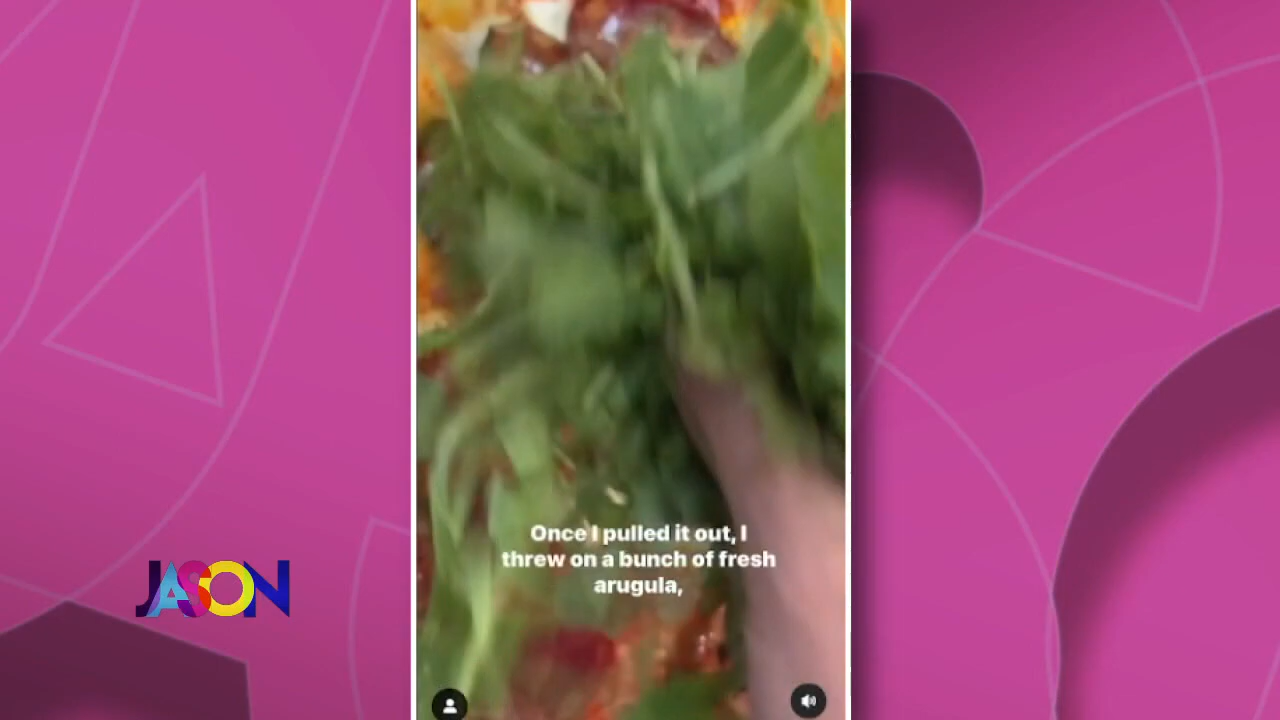 Once I pulled it out, I
threw on a bunch of fresh
arugula,
JASON